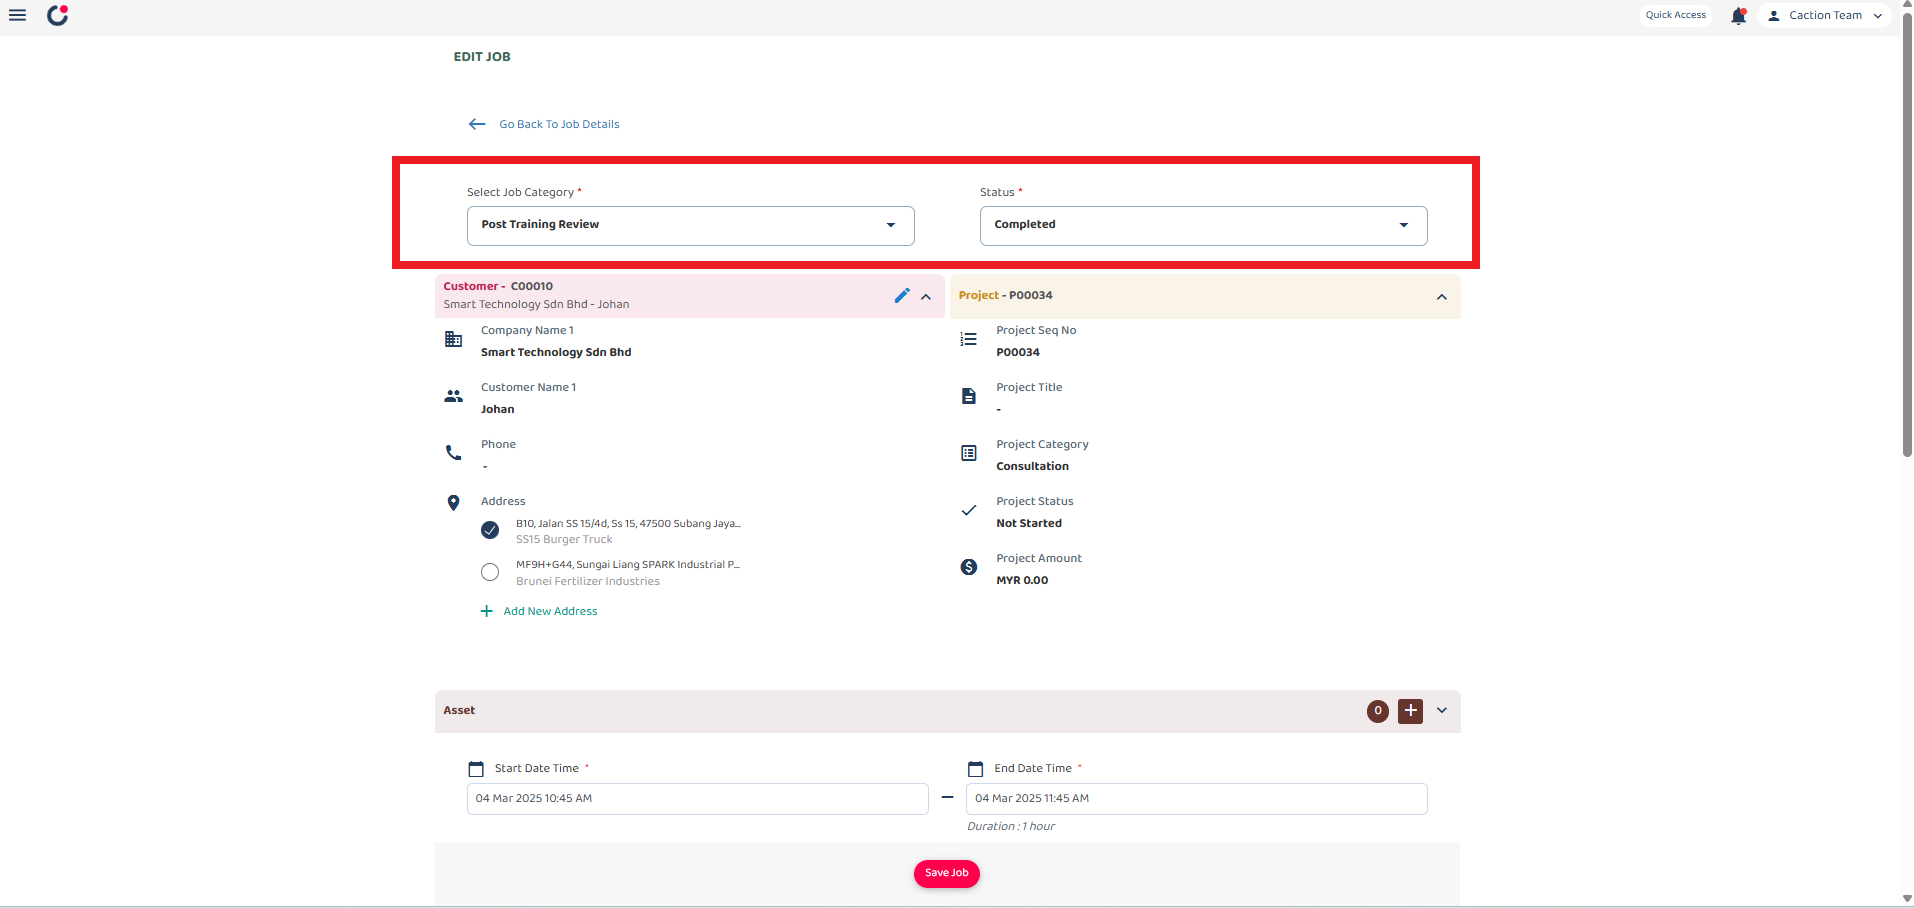 Quick Access
Caction Team
EDIT JOB
Go Back To Job Details
Select Job Category *
Post Training Review
Status *
Completed
Customer - C00010
Smart Technology Sdn Bhd - Johan
Company Name 1
Smart Technology Sdn Bhd
Customer Name 1
Johan
Phone
-
Address
B10, Jalan SS 15/4d, Ss 15, 47500 Subang Jaya...
SS15 Burger Truck
MF9H+G44, Sungai Liang SPARK Industrial P...
Brunei Fertilizer Industries
+ Add New Address
Project - P00034
Project Seq No
P00034
Project Title
-
Project Category
Consultation
Project Status
Not Started
Project Amount
MYR 0.00
Asset
0
Start Date Time *
04 Mar 2025 10:45 AM
End Date Time *
04 Mar 2025 11:45 AM
Duration : 1 hour
Save Job